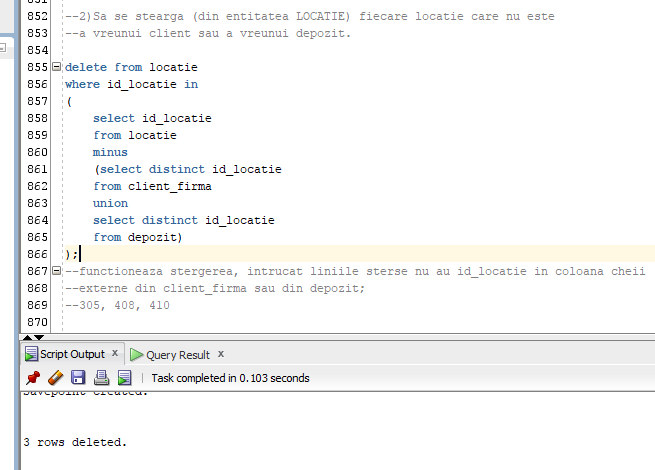 851
852 --2)Sa se stearga (din entitatea LOCATIE) fiecare locatie care nu este
853 --a vreunui client sau a vreunui depozit.
854
855 delete from locatie
856 where id_locatie in
857 (
858 select id_locatie
859 from locatie
860 minus
861 (select distinct id_locatie
862 from client_firma
863 union
864 select distinct id_locatie
865 from depozit)
866 );
867 --functioneaza stergerea, intrucat liniile sterse nu au id_locatie in coloana cheii
868 --externe din client_firma sau din depozit;
869 --305, 408, 410
870
Script Output x Query Result x
Task completed in 0.103 seconds
Savepoint created.
3 rows deleted.